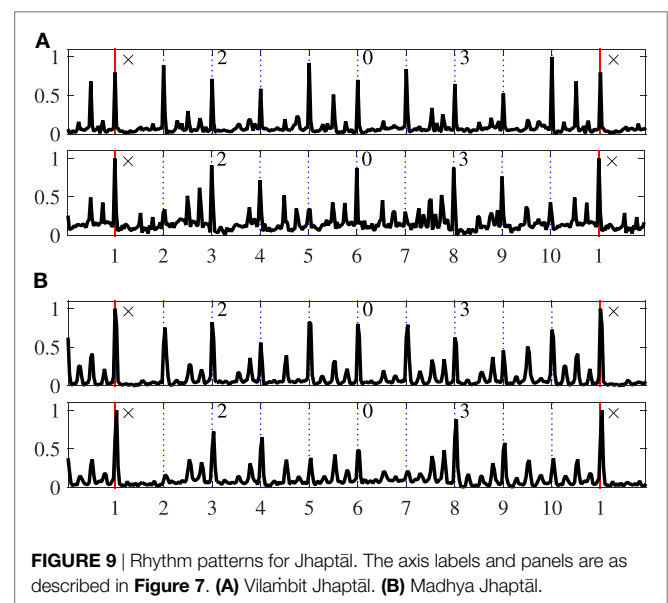 A
1 × 2 0 3 ×
0.5
0
1
0.5
0
1 2 3 4 5 6 7 8 9 10 1
B
1 × 2 0 3 ×
0.5
0
1 × 2 0 3 ×
0.5
0
1 2 3 4 5 6 7 8 9 10 1
FIGURE 9 | Rhythm patterns for Jhaptāl. The axis labels and panels are as
described in Figure 7. (A) Vilaṁbit Jhaptāl. (B) Madhya Jhaptāl.